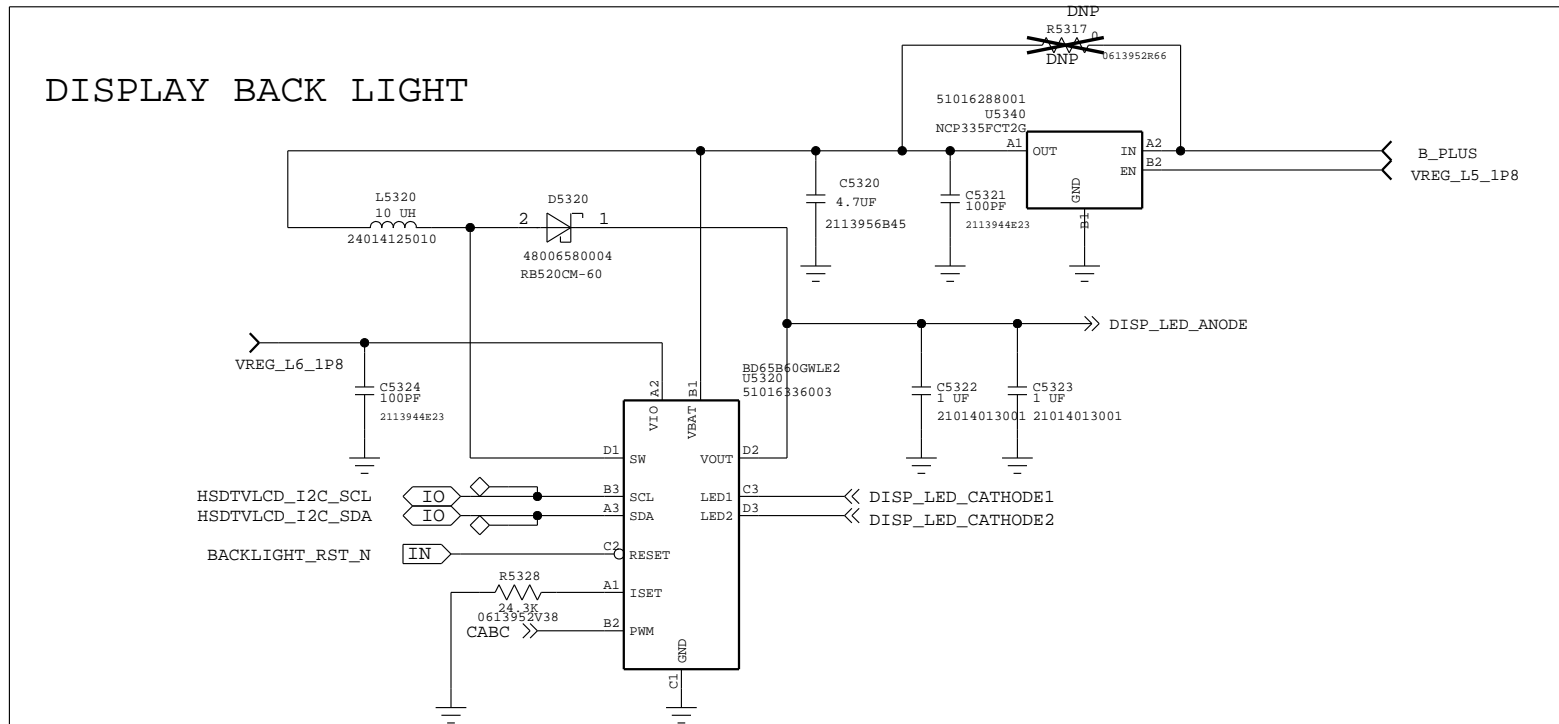 DNP
R5317
0
DNP
0613952R66
DISPLAY BACK LIGHT
51016288001
U5340
NCP335FCT2G
A1
OUT
IN
A2
EN
B2
GND
B1
B_PLUS
VREG_L5_1P8
L5320
10 UH
24014125010
2
D5320
1
48006580004
RB520CM-60
C5320
4.7UF
2113956B45
C5321
100PF
2113944E23
DISP_LED_ANODE
VREG_L6_1P8
C5324
100PF
2113944E23
BD65B60GWLE2
U5320
51016336003
C5322
1 UF
21014013001
C5323
1 UF
21014013001
A2
VIO
B1
VBAT
D1
SW
VOUT
D2
HSDTVLCD_I2C_SCL
IO
B3
SCL
LED1
C3
DISP_LED_CATHODE1
HSDTVLCD_I2C_SDA
IO
A3
SDA
LED2
D3
DISP_LED_CATHODE2
BACKLIGHT_RST_N
IN
C2
RESET
R5328
24.3K
0613952V38
A1
ISET
CABC
B2
PWM
GND
C1